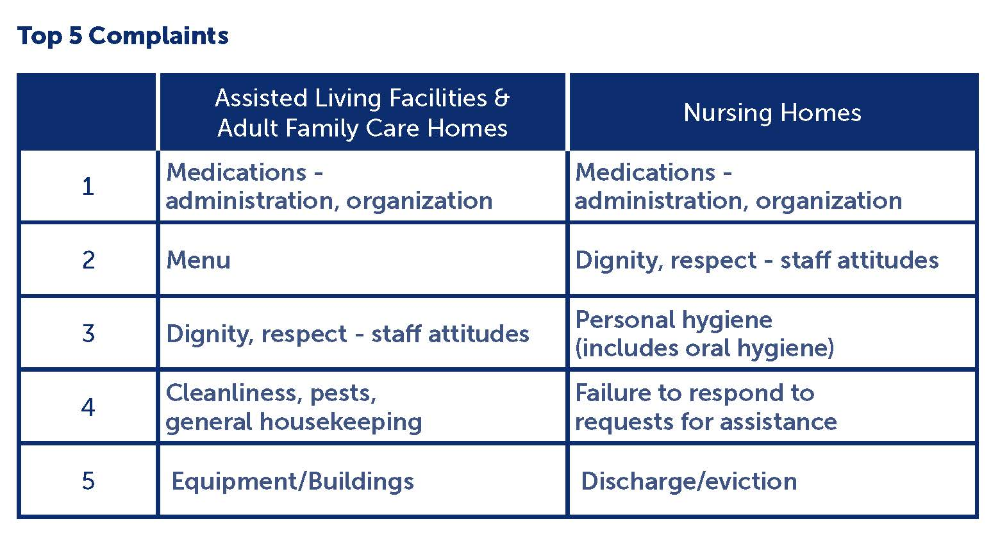 Top 5 Complaints
Assisted Living Facilities &
Adult Family Care Homes
Nursing Homes
1
Medications -
administration, organization
Medications -
administration, organization
2
Menu
Dignity, respect - staff attitudes
3
Dignity, respect - staff attitudes
Personal hygiene
(includes oral hygiene)
4
Cleanliness, pests,
general housekeeping
Failure to respond to
requests for assistance
5
Equipment/Buildings
Discharge/eviction